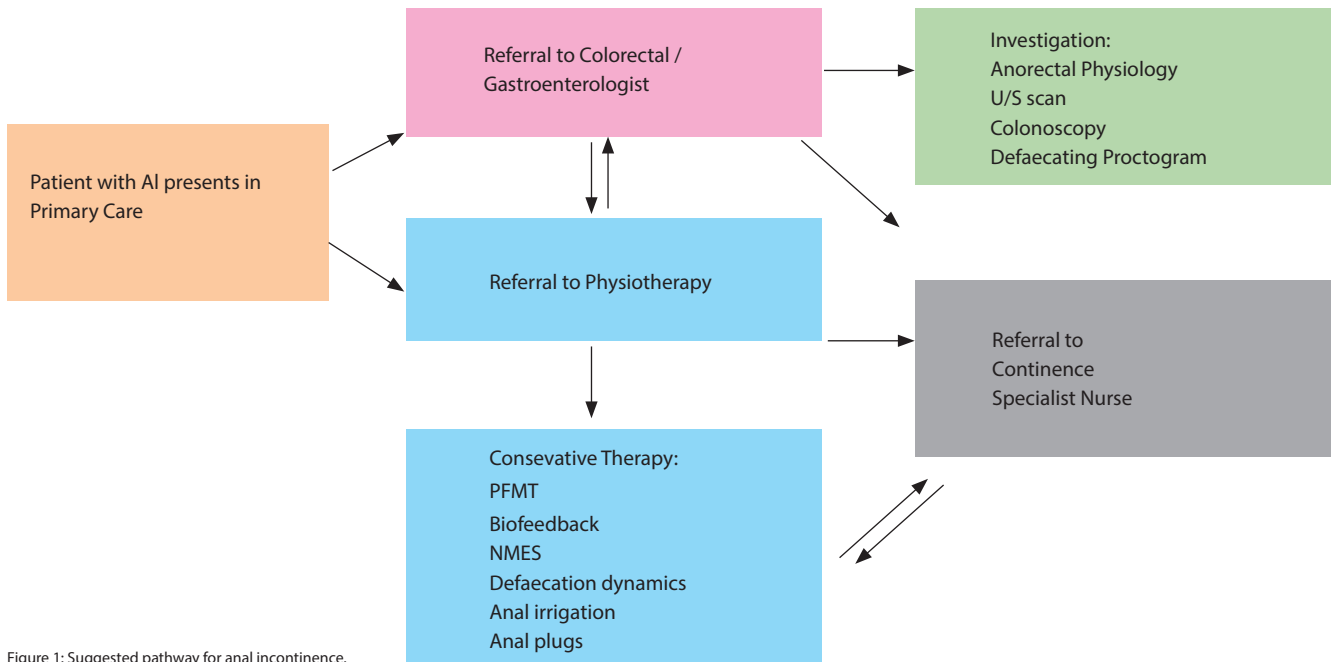 Referral to Colorectal /
Gastroenterologist
Investigation:
Anorectal Physiology
U/S scan
Colonoscopy
Defaecating Proctogram
Patient with AI presents in
Primary Care
Referral to Physiotherapy
Referral to
Continence
Specialist Nurse
Consevative Therapy:
PFMT
Biofeedback
NMES
Defaecation dynamics
Anal irrigation
Anal plugs
Figure 1: Suggested pathway for anal incontinence.